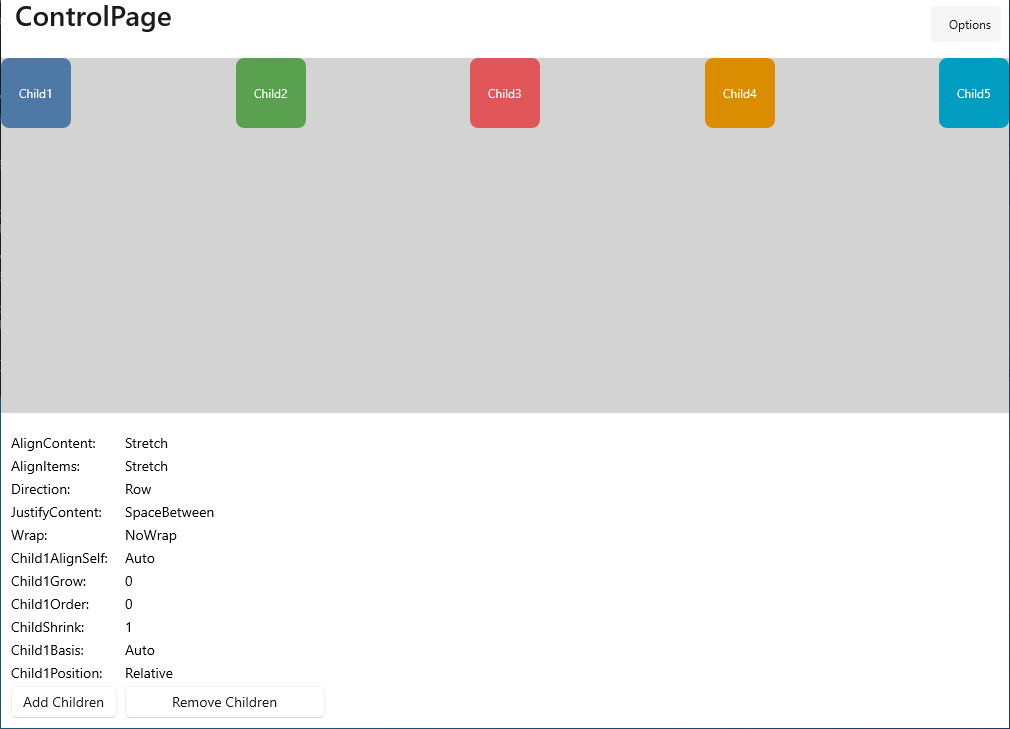 ControlPage
Options
Child1 Child2 Child3 Child4 Child5
AlignContent: Stretch
AlignItems: Stretch
Direction: Row
JustifyContent: SpaceBetween
Wrap: NoWrap
Child1AlignSelf: Auto
Child1Grow: 0
Child1Order: 0
ChildShrink: 1
Child1Basis: Auto
Child1Position: Relative
Add Children Remove Children